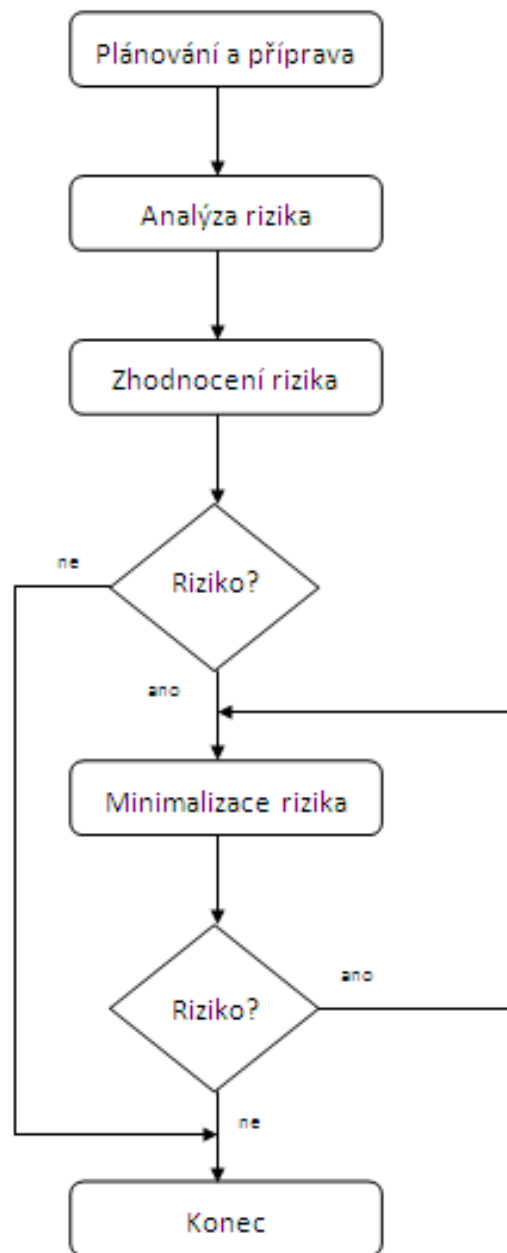 Plánování a příprava
Analýza rizika
Zhodnocení rizika
ne
Riziko?
ano
Minimalizace rizika
ano
Riziko?
ne
Konec